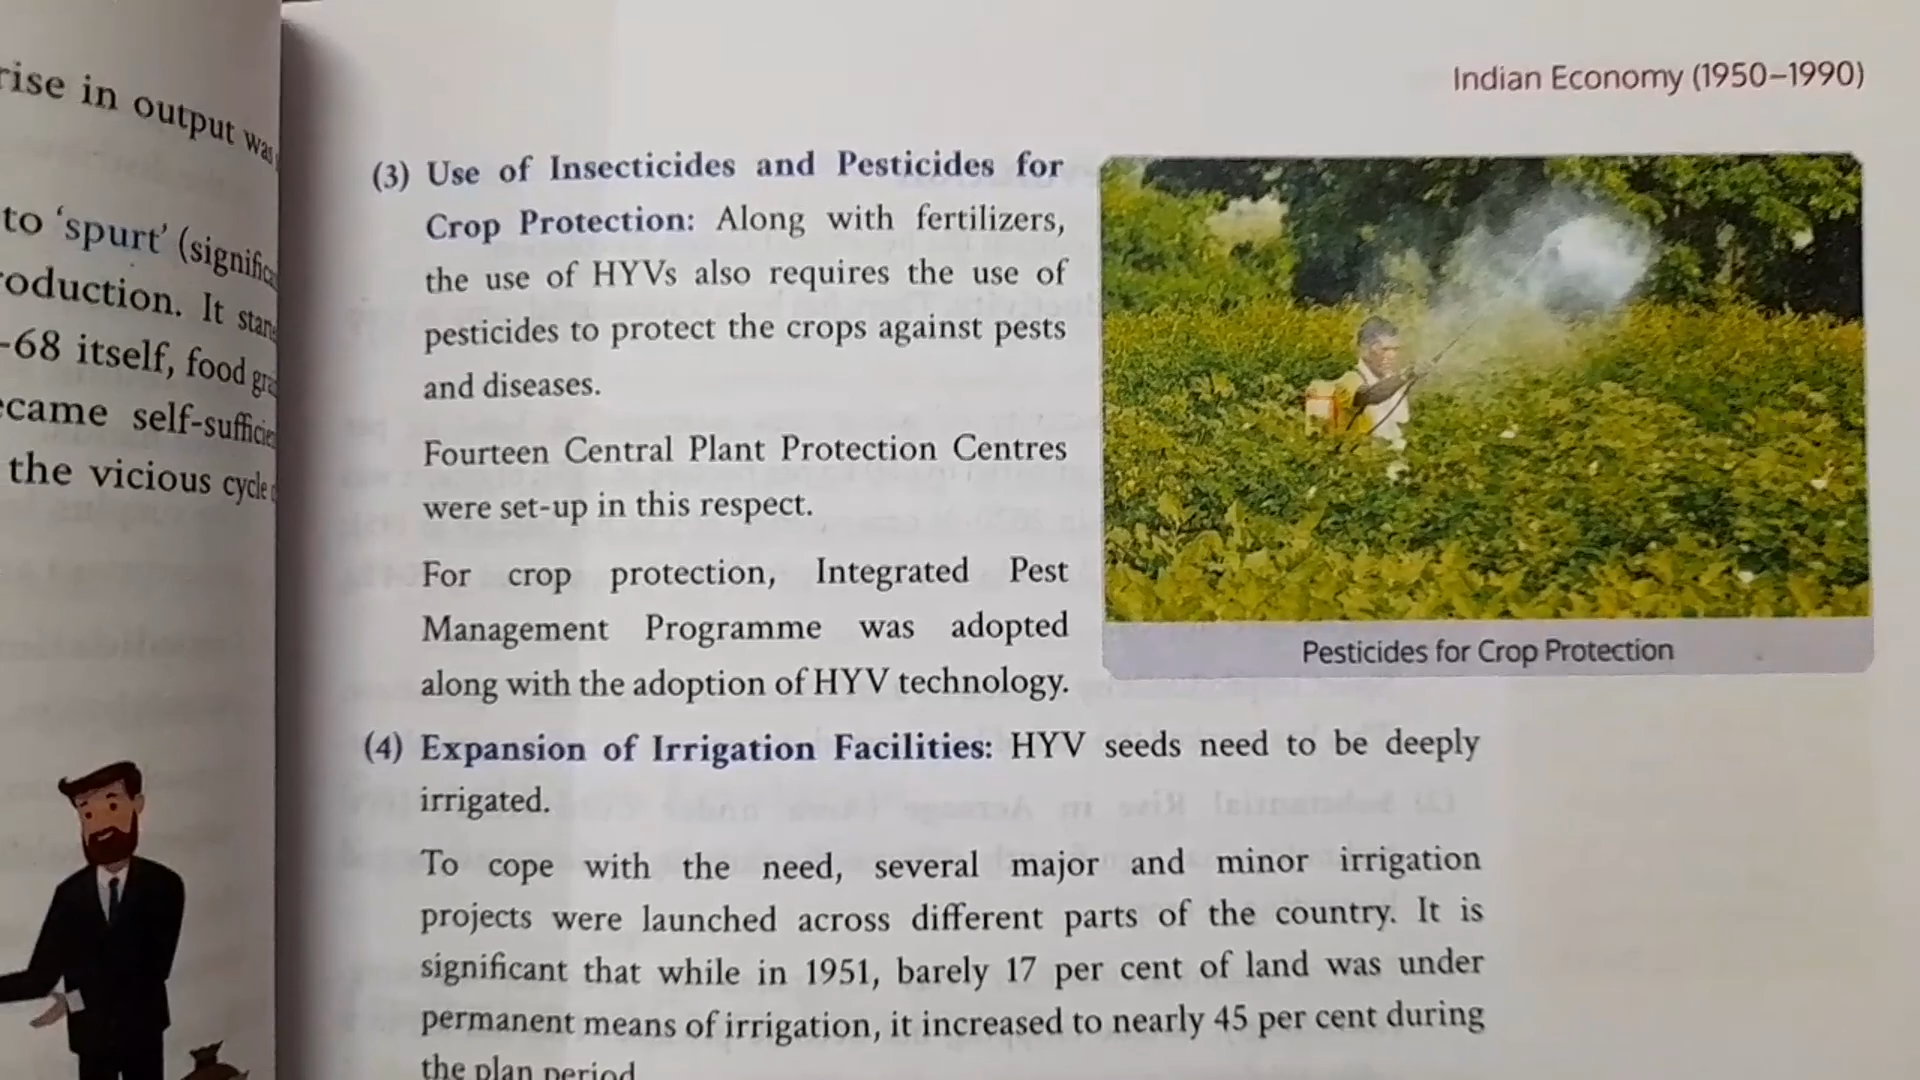 rise in output was
to ‘spurt’ (signific
roduction. It
-68 itself, food
ecame self-sufficie
the vicious cycle
Indian Economy (1950–1990)
(3) Use of Insecticides and Pesticides for
Crop Protection: Along with fertilizers,
the use of HYVs also requires the use of
pesticides to protect the crops against pests
and diseases.
Fourteen Central Plant Protection Centres
were set-up in this respect.
For crop protection, Integrated Pest
Management Programme was adopted
along with the adoption of HYV technology.
Pesticides for Crop Protection
(4) Expansion of Irrigation Facilities: HYV seeds need to be deeply
irrigated.
To cope with the need, several major and minor irrigation
projects were launched across different parts of the country. It is
significant that while in 1951, barely 17 per cent of land was under
permanent means of irrigation, it increased to nearly 45 per cent during
the plan period